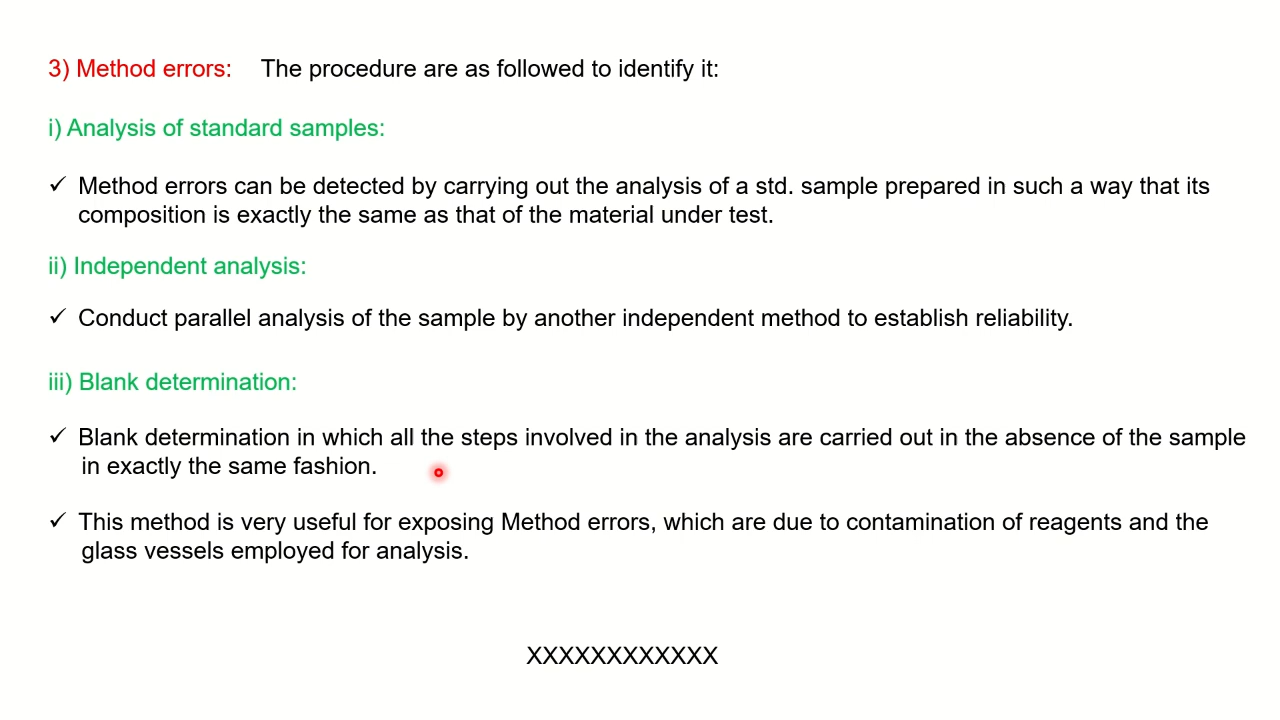 3) Method errors: The procedure are as followed to identify it:
i) Analysis of standard samples:
✓ Method errors can be detected by carrying out the analysis of a std. sample prepared in such a way that its
composition is exactly the same as that of the material under test.
ii) Independent analysis:
✓ Conduct parallel analysis of the sample by another independent method to establish reliability.
iii) Blank determination:
✓ Blank determination in which all the steps involved in the analysis are carried out in the absence of the sample
in exactly the same fashion.
✓ This method is very useful for exposing Method errors, which are due to contamination of reagents and the
glass vessels employed for analysis.
XXXXXXXXXXXX